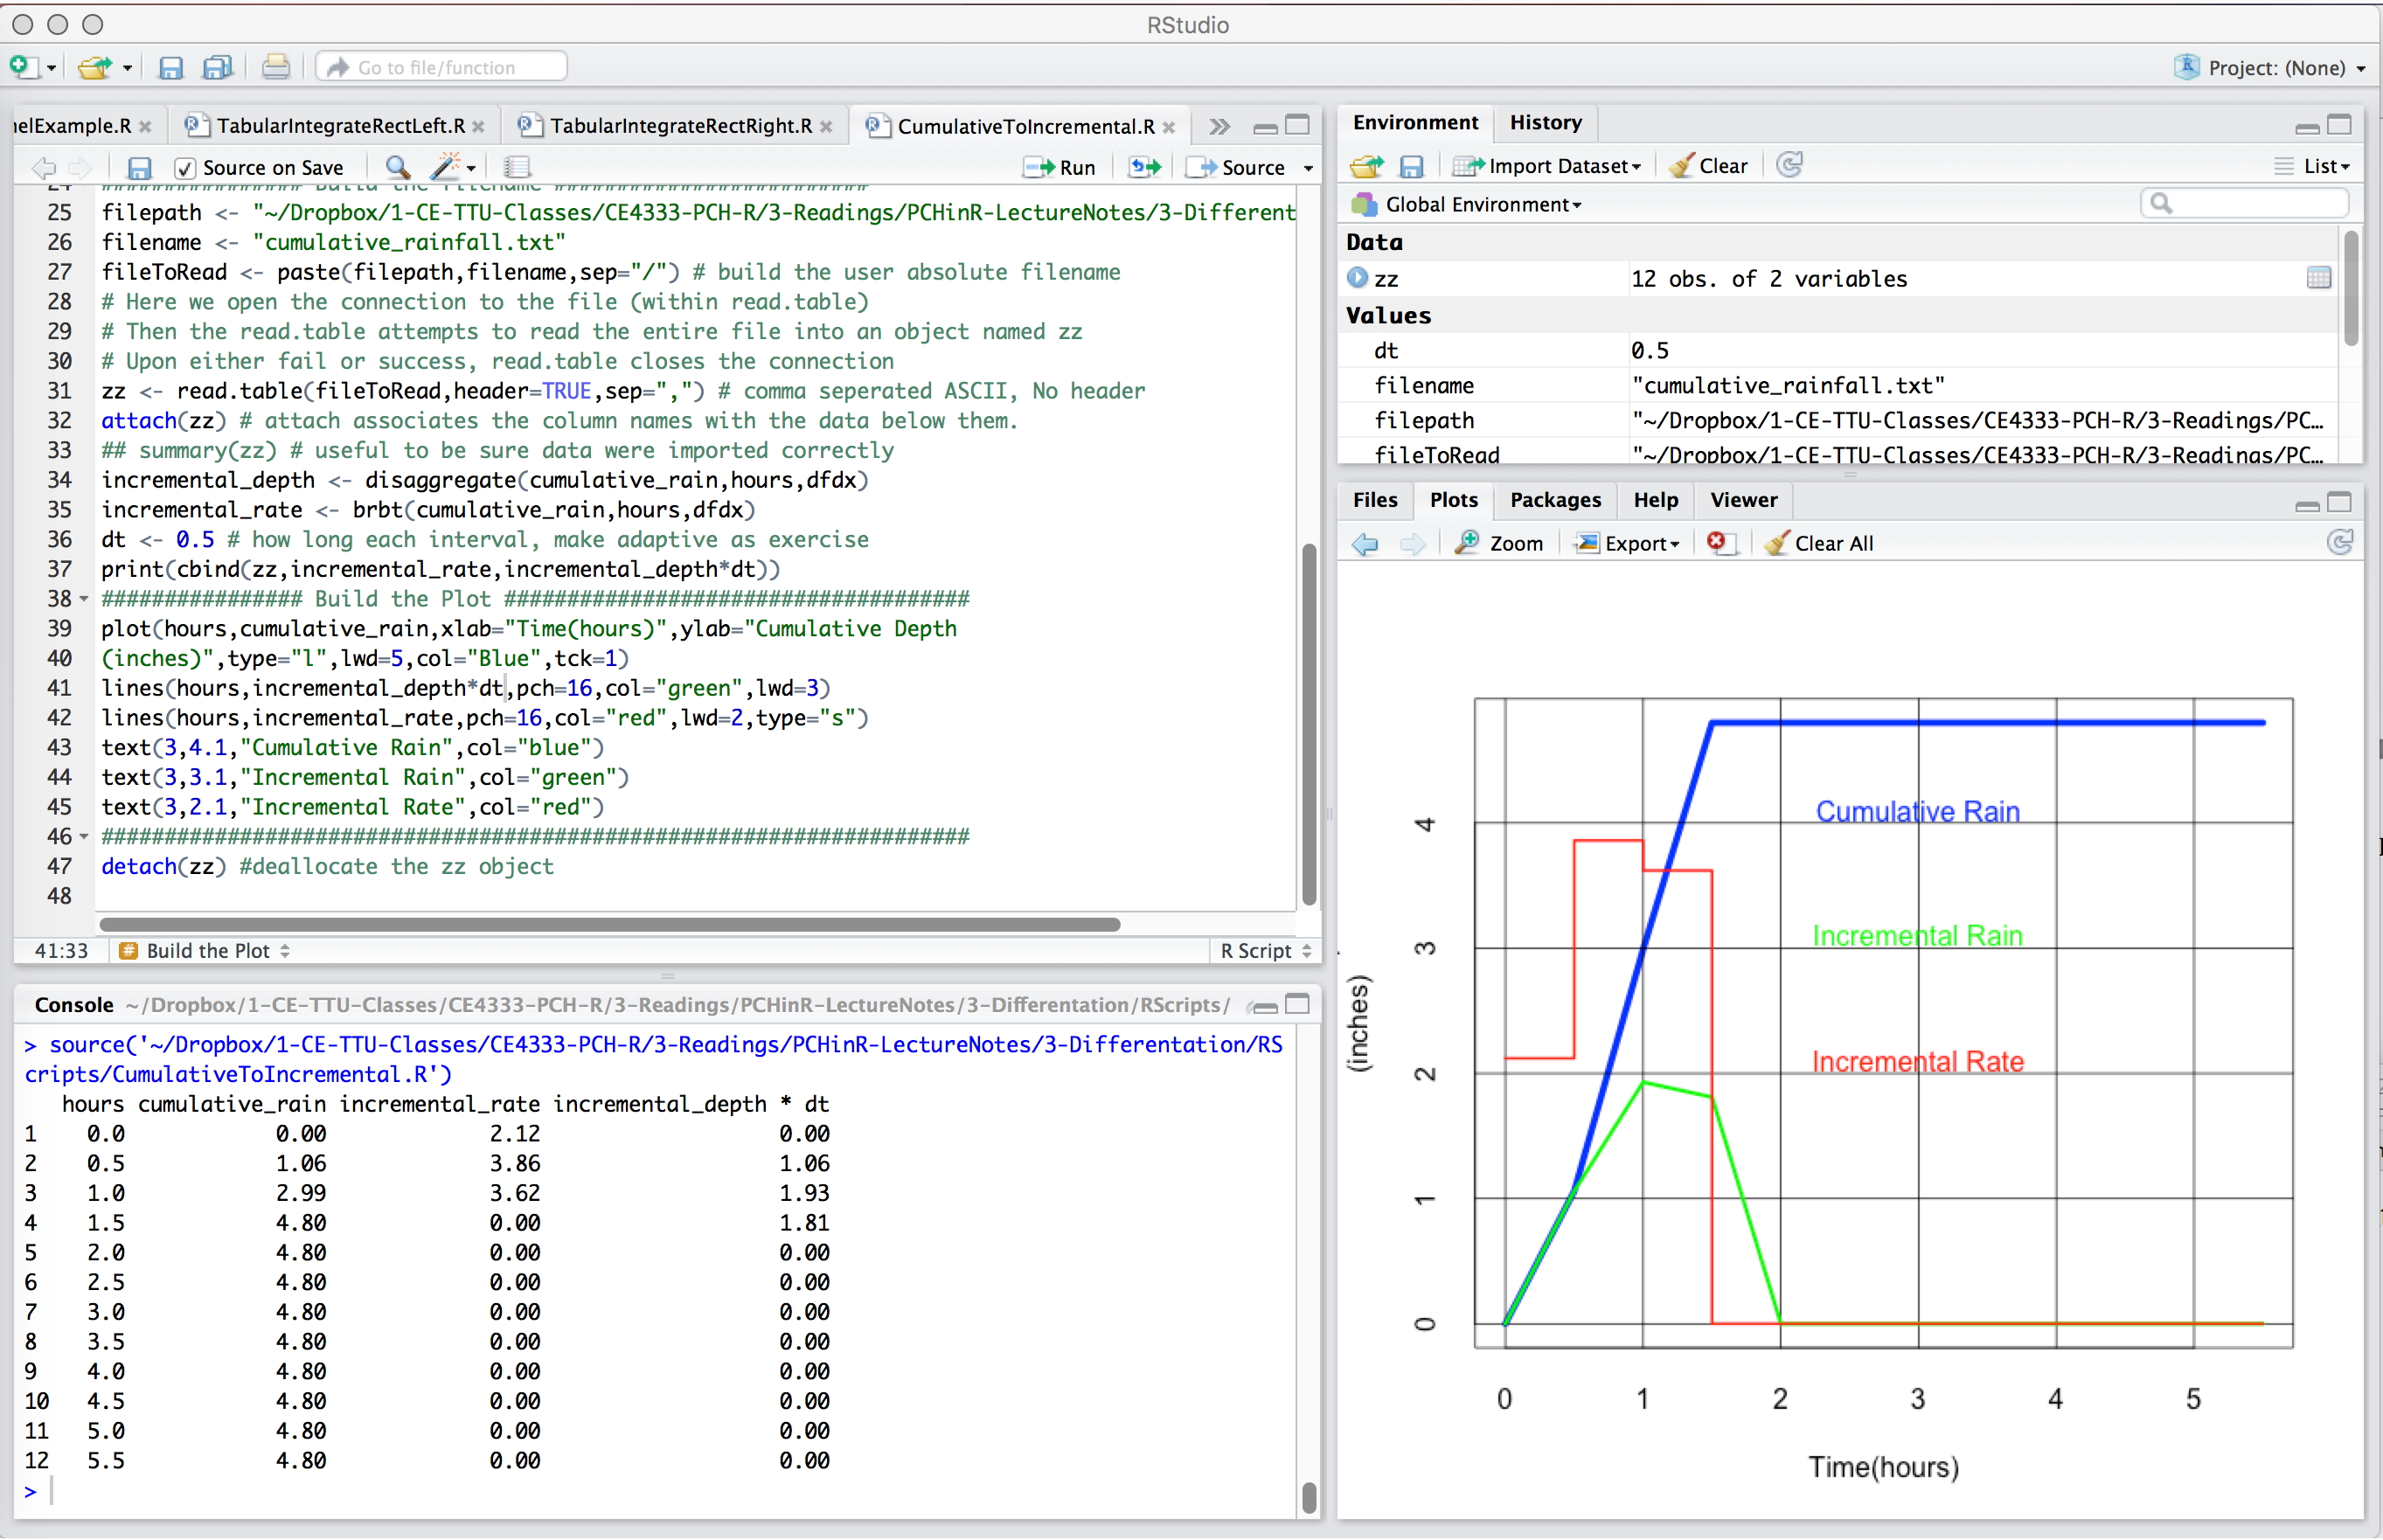 RStudio
Go to file/function
Project: (None)
nelExample.R
TabularIntegrateRectLeft.R
TabularIntegrateRectRight.R
CumulativeToIncremental.R
Source on Save
Run
Source
24 ################ Build the Filename #########################
25 filepath <- "~/Dropbox/1-CE-TTU-Classes/CE4333-PCH-R/3-Readings/PCHinR-LectureNotes/3-Different
26 filename <- "cumulative_rainfall.txt"
27 fileToRead <- paste(filepath,filename,sep="/") # build the user absolute filename
28 # Here we open the connection to the file (within read.table)
29 # Then the read.table attempts to read the entire file into an object named zz
30 # Upon either fail or success, read.table closes the connection
31 zz <- read.table(fileToRead,header=TRUE,sep=",") # comma seperated ASCII, No header
32 attach(zz) # attach associates the column names with the data below them.
33 ## summary(zz) # useful to be sure data were imported correctly
34 incremental_depth <- disaggregate(cumulative_rain,hours,dfdx)
35 incremental_rate <- brbt(cumulative_rain,hours,dfdx)
36 dt <- 0.5 # how long each interval, make adaptive as exercise
37 print(cbind(zz,incremental_rate,incremental_depth*dt))
38 ################ Build the Plot #####################################
39 plot(hours,cumulative_rain,xlab="Time(hours)",ylab="Cumulative Depth
40 (inches)",type="l",lwd=5,col="Blue",tck=1)
41 lines(hours,incremental_depth*dt,pch=16,col="green",lwd=3)
42 lines(hours,incremental_rate,pch=16,col="red",lwd=2,type="s")
43 text(3,4.1,"Cumulative Rain",col="blue")
44 text(3,3.1,"Incremental Rain",col="green")
45 text(3,2.1,"Incremental Rate",col="red")
46 #####################################################################
47 detach(zz) #deallocate the zz object
48
41:33 # Build the Plot R Script
Console ~/Dropbox/1-CE-TTU-Classes/CE4333-PCH-R/3-Readings/PCHinR-LectureNotes/3-Differentation/RScripts/
> source('~/Dropbox/1-CE-TTU-Classes/CE4333-PCH-R/3-Readings/PCHinR-LectureNotes/3-Differentation/RS
cripts/CumulativeToIncremental.R')
hours cumulative_rain incremental_rate incremental_depth * dt
1 0.0 0.00 2.12 0.00
2 0.5 1.06 3.86 1.06
3 1.0 2.99 3.62 1.93
4 1.5 4.80 0.00 1.81
5 2.0 4.80 0.00 0.00
6 2.5 4.80 0.00 0.00
7 3.0 4.80 0.00 0.00
8 3.5 4.80 0.00 0.00
9 4.0 4.80 0.00 0.00
10 4.5 4.80 0.00 0.00
11 5.0 4.80 0.00 0.00
12 5.5 4.80 0.00 0.00
>
Environment History
Import Dataset Clear List
Global Environment
Data
zz 12 obs. of 2 variables
Values
dt 0.5
filename "cumulative_rainfall.txt"
filepath "~/Dropbox/1-CE-TTU-Classes/CE4333-PCH-R/3-Readings/PC...
fileToRead "~/Dropbox/1-CE-TTU-Classes/CE4333-PCH-R/3-Readings/PC...
Files Plots Packages Help Viewer
Zoom Export Clear All
Cumulative Rain
Incremental Rain
Incremental Rate
(inches)
4
3
2
1
0
0 1 2 3 4 5
Time(hours)